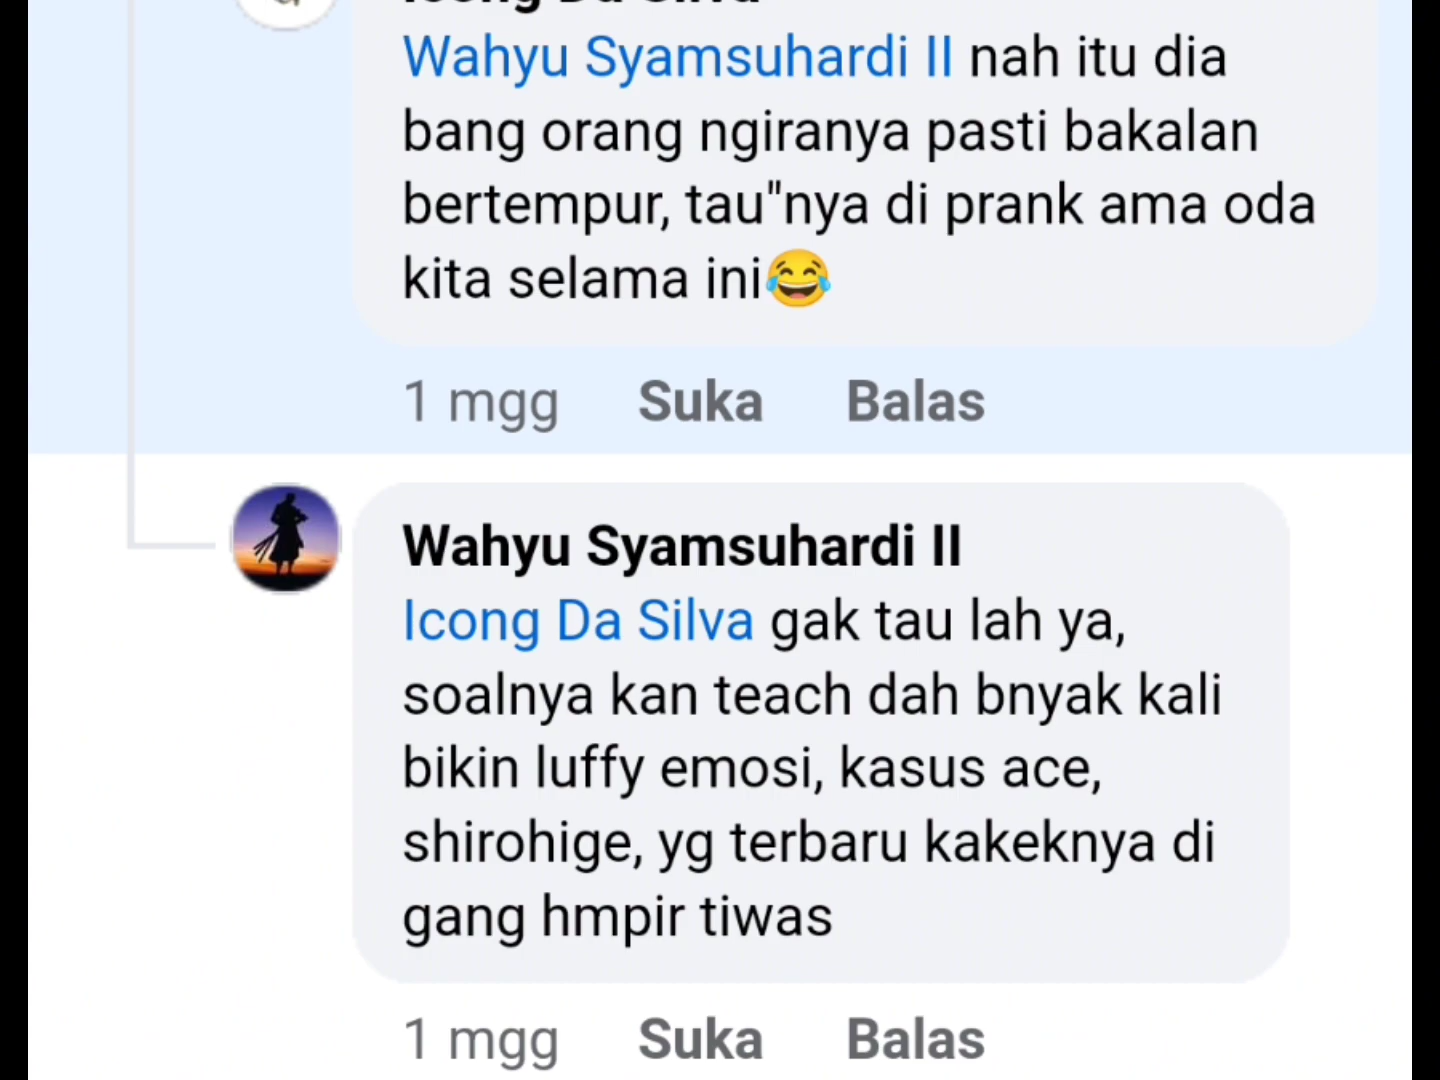 Icong Da Silva
Wahyu Syamsuhardi II nah itu dia
bang orang ngiranya pasti bakalan
bertempur, tau"nya di prank ama oda
kita selama ini😂
1 mgg Suka Balas
Wahyu Syamsuhardi II
Icong Da Silva gak tau lah ya,
soalnya kan teach dah bnyak kali
bikin luffy emosi, kasus ace,
shirohige, yg terbaru kakeknya di
gang hmpir tiwas
1 mgg Suka Balas